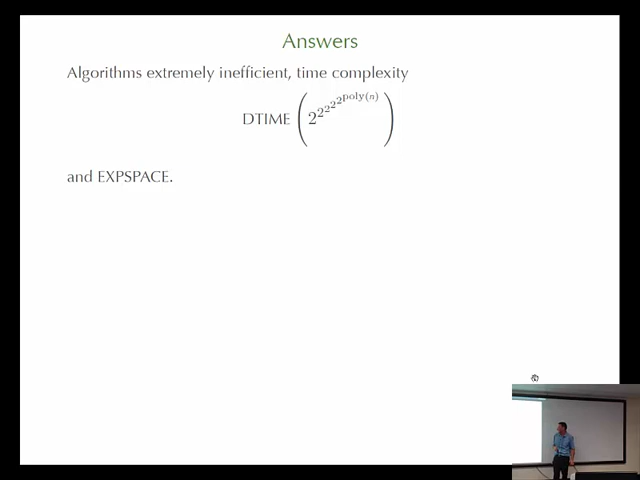 Answers
Algorithms extremely inefficient, time complexity
DTIME (2^2^2^2^2^poly(n))
and EXPSPACE.